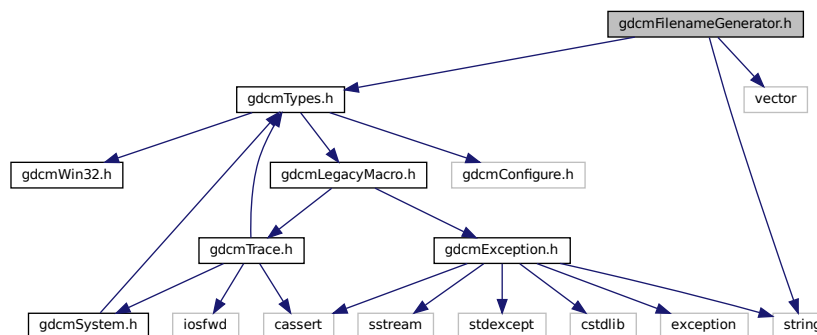 gdcmFilenameGenerator.h
gdcmTypes.h
vector
gdcmWin32.h
gdcmLegacyMacro.h
gdcmConfigure.h
gdcmTrace.h
gdcmException.h
gdcmSystem.h
iosfwd
cassert
sstream
stdexcept
cstdlib
exception
string